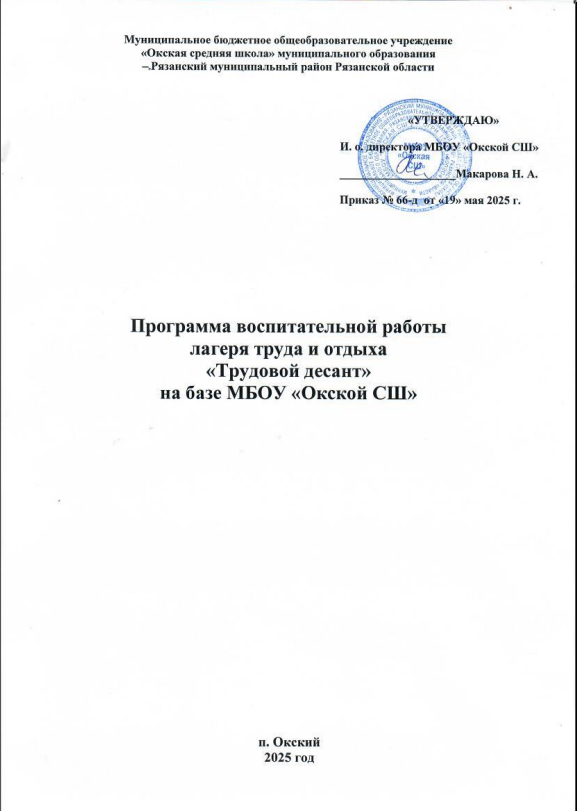 Муниципальное бюджетное общеобразовательное учреждение
«Окская средняя школа» муниципального образования
–.Рязанский муниципальный район Рязанской области
«УТВЕРЖДАЮ»
И. о. директора МБОУ «Окской СШ»
«Окская
СШ»
Макарова Н. А.
Приказ № 66-д от «19» мая 2025 г.
Программа воспитательной работы
лагеря труда и отдыха
«Трудовой десант»
на базе МБОУ «Окской СШ»
п. Окский
2025 год